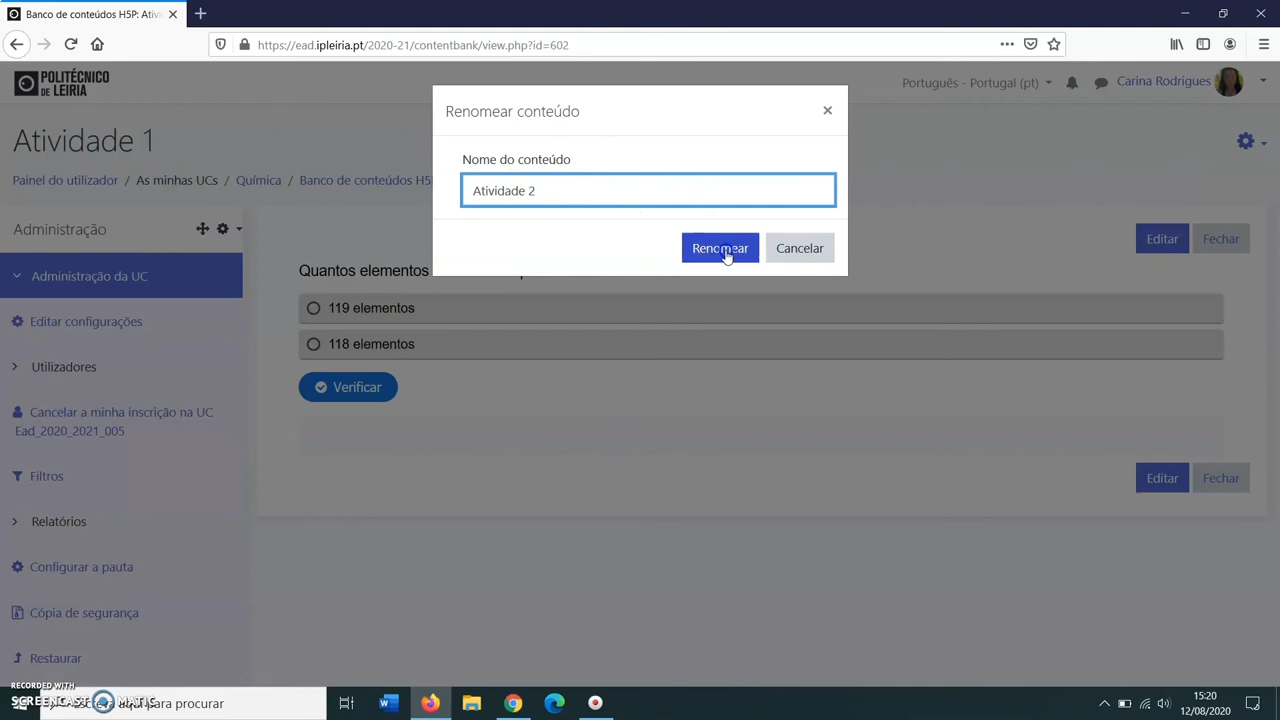 Banco de conteúdos H5P: Ativi
https://ead.ipleiria.pt/2020-21/contentbank/view.php?id=602
POLITÉCNICO
DE LEIRIA
Português - Portugal (pt)
Carina Rodrigues
Atividade 1
Painel do utilizador / As minhas UCs / Química / Banco de conteúdos H5P
Renomear conteúdo
Nome do conteúdo
Atividade 2
Renomear
Cancelar
Administração
Administração da UC
Editar configurações
Utilizadores
Cancelar a minha inscrição na UC
Ead_2020_2021_005
Filtros
Relatórios
Configurar a pauta
Cópia de segurança
Restaurar
Editar
Fechar
Quantos elementos
119 elementos
118 elementos
Verificar
Editar
Fechar
RECORDED WITH
SCREENCAST MATIC
aqui para procurar
15:20
12/08/2020